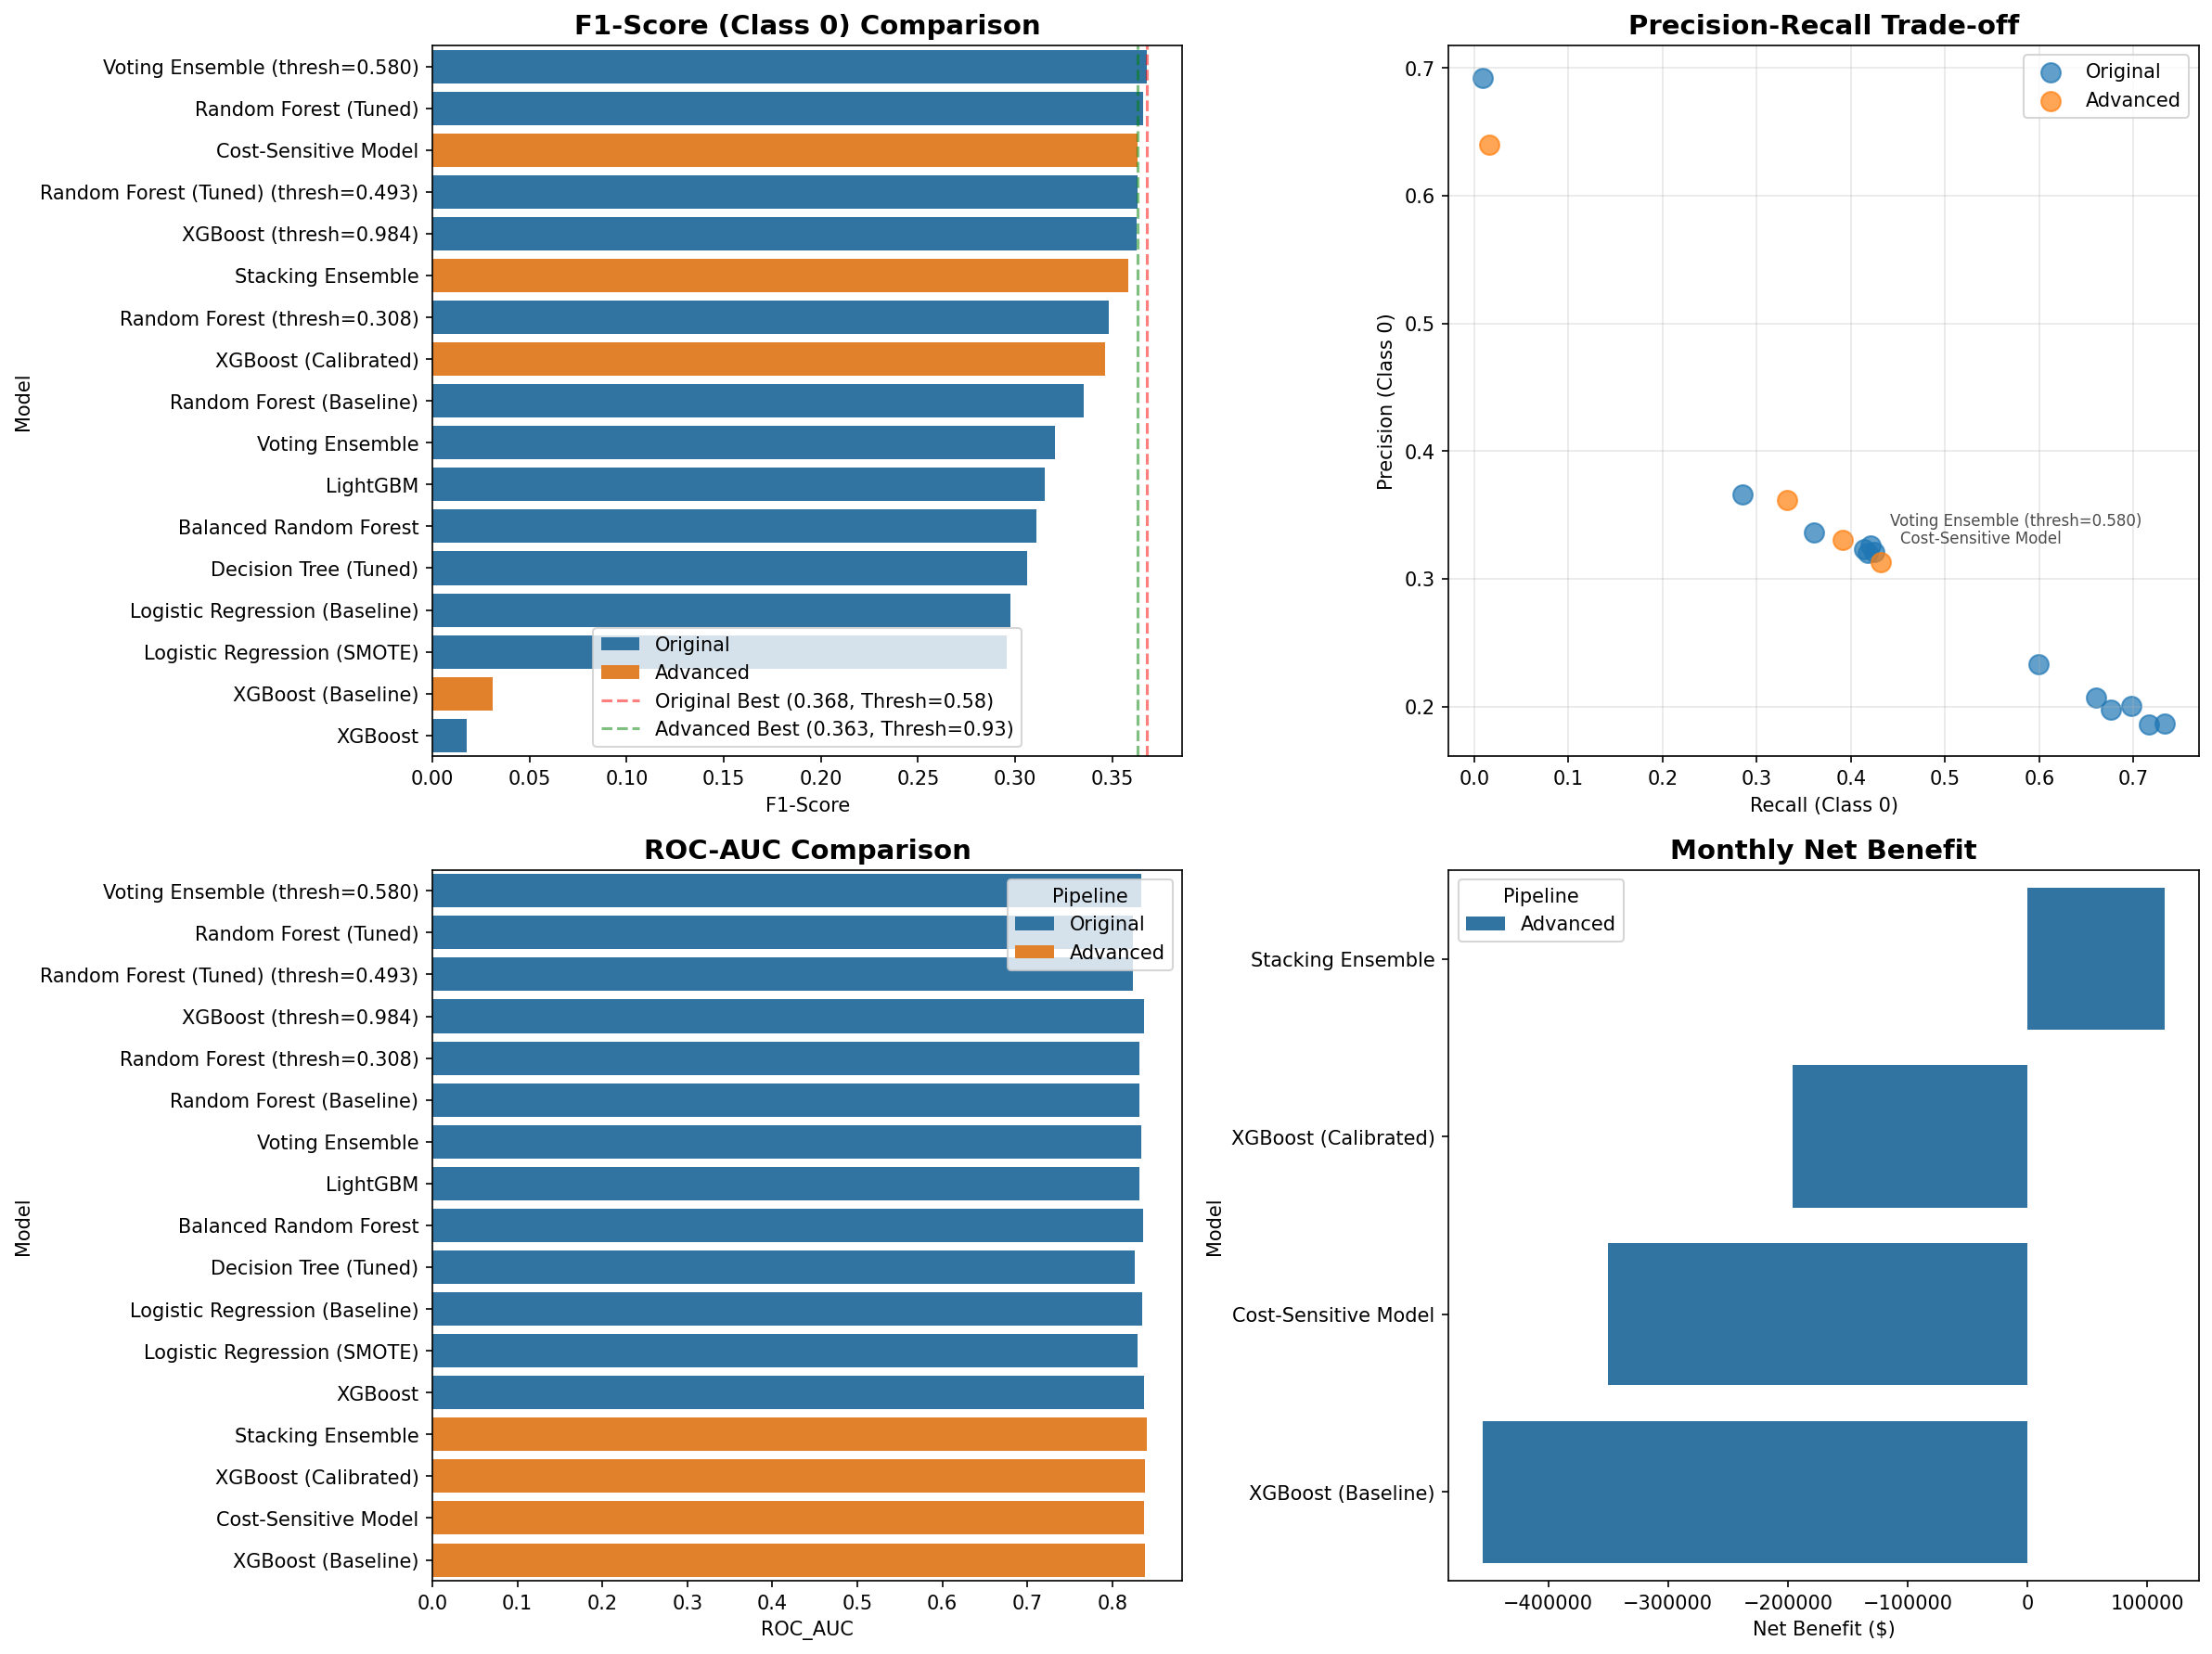 F1-Score (Class 0) Comparison
Model
Voting Ensemble (thresh=0.580)
Random Forest (Tuned)
Cost-Sensitive Model
Random Forest (Tuned) (thresh=0.493)
XGBoost (thresh=0.984)
Stacking Ensemble
Random Forest (thresh=0.308)
XGBoost (Calibrated)
Random Forest (Baseline)
Voting Ensemble
LightGBM
Balanced Random Forest
Decision Tree (Tuned)
Logistic Regression (Baseline)
Logistic Regression (SMOTE)
XGBoost (Baseline)
XGBoost
Original
Advanced
Original Best (0.368, Thresh=0.58)
Advanced Best (0.363, Thresh=0.93)
0.00 0.05 0.10 0.15 0.20 0.25 0.30 0.35
F1-Score
Precision-Recall Trade-off
Original
Advanced
Precision (Class 0)
0.7
0.6
0.5
0.4
0.3
0.2
Voting Ensemble (thresh=0.580)
Cost-Sensitive Model
0.0 0.1 0.2 0.3 0.4 0.5 0.6 0.7
Recall (Class 0)
ROC-AUC Comparison
Model
Voting Ensemble (thresh=0.580)
Random Forest (Tuned)
Random Forest (Tuned) (thresh=0.493)
XGBoost (thresh=0.984)
Random Forest (thresh=0.308)
Random Forest (Baseline)
Voting Ensemble
LightGBM
Balanced Random Forest
Decision Tree (Tuned)
Logistic Regression (Baseline)
Logistic Regression (SMOTE)
XGBoost
Stacking Ensemble
XGBoost (Calibrated)
Cost-Sensitive Model
XGBoost (Baseline)
Pipeline
Original
Advanced
0.0 0.1 0.2 0.3 0.4 0.5 0.6 0.7 0.8
ROC_AUC
Monthly Net Benefit
Pipeline
Advanced
Model
Stacking Ensemble
XGBoost (Calibrated)
Cost-Sensitive Model
XGBoost (Baseline)
−400000 −300000 −200000 −100000 0 100000
Net Benefit ($)